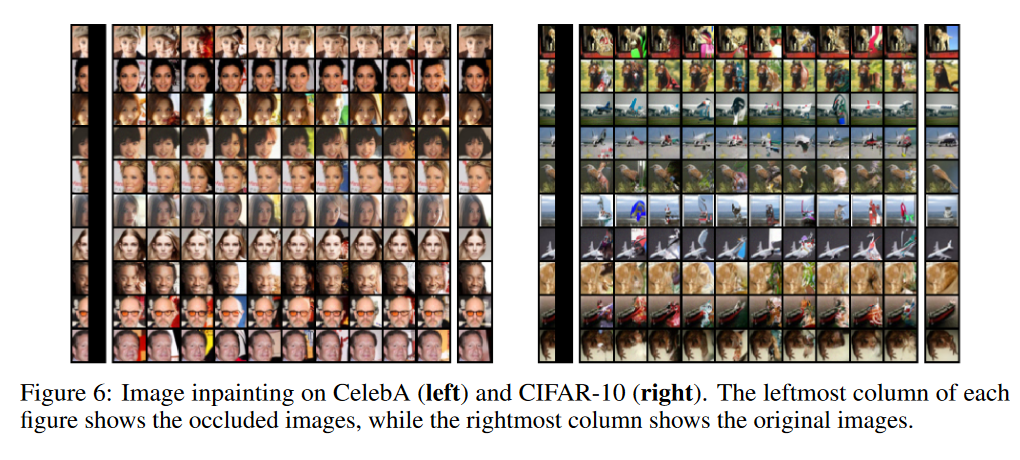 Figure 6: Image inpainting on CelebA (left) and CIFAR-10 (right). The leftmost column of each
figure shows the occluded images, while the rightmost column shows the original images.